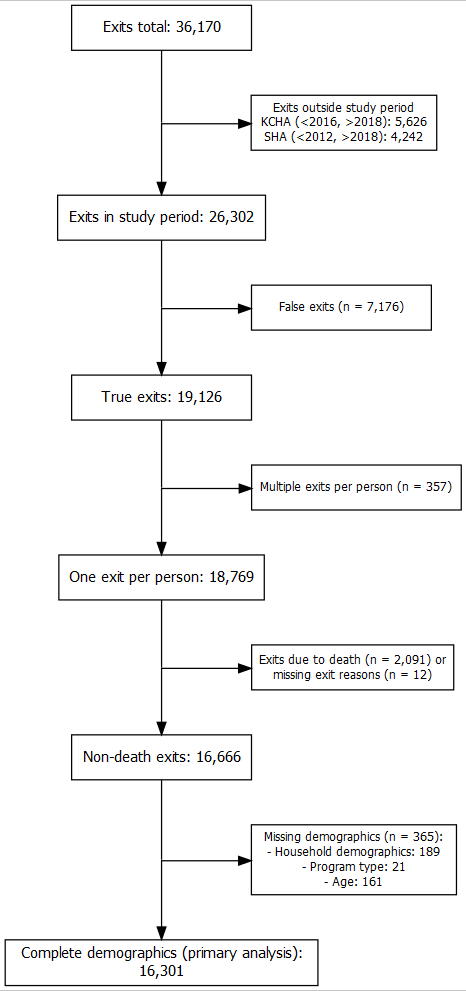 Exits total: 36,170
Exits outside study period
KCHA (<2016, >2018): 5,626
SHA (<2012, >2018): 4,242
Exits in study period: 26,302
False exits (n = 7,176)
True exits: 19,126
Multiple exits per person (n = 357)
One exit per person: 18,769
Exits due to death (n = 2,091) or
missing exit reasons (n = 12)
Non-death exits: 16,666
Missing demographics (n = 365):
- Household demographics: 189
- Program type: 21
- Age: 161
Complete demographics (primary analysis):
16,301